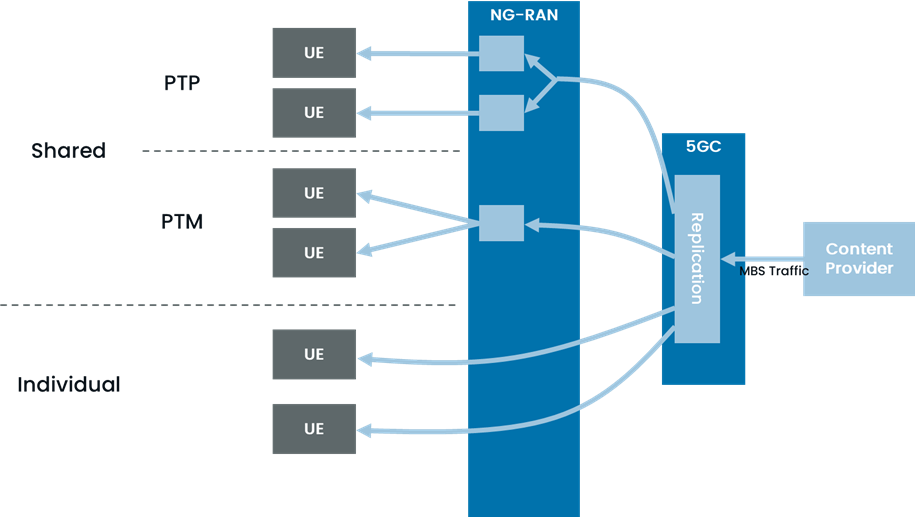 NG-RAN
UE
PTP
UE
Shared
5GC
UE
PTM
UE
Replication
Content
Provider
MBS Traffic
UE
Individual
UE